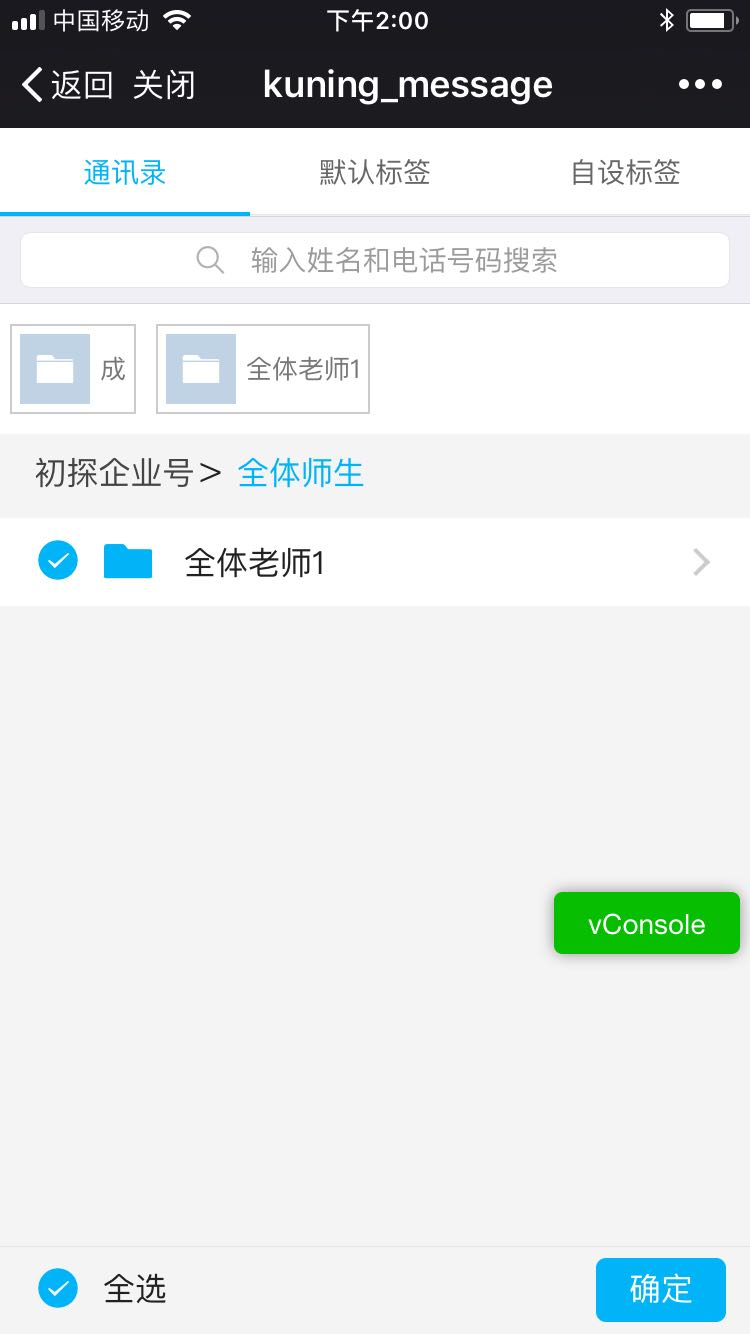 中国移动 下午2:00
返回 关闭 kuning_message
通讯录 默认标签 自设标签
输入姓名和电话号码搜索
成 全体老师1
初探企业号> 全体师生
全体老师1
vConsole
全选 确定